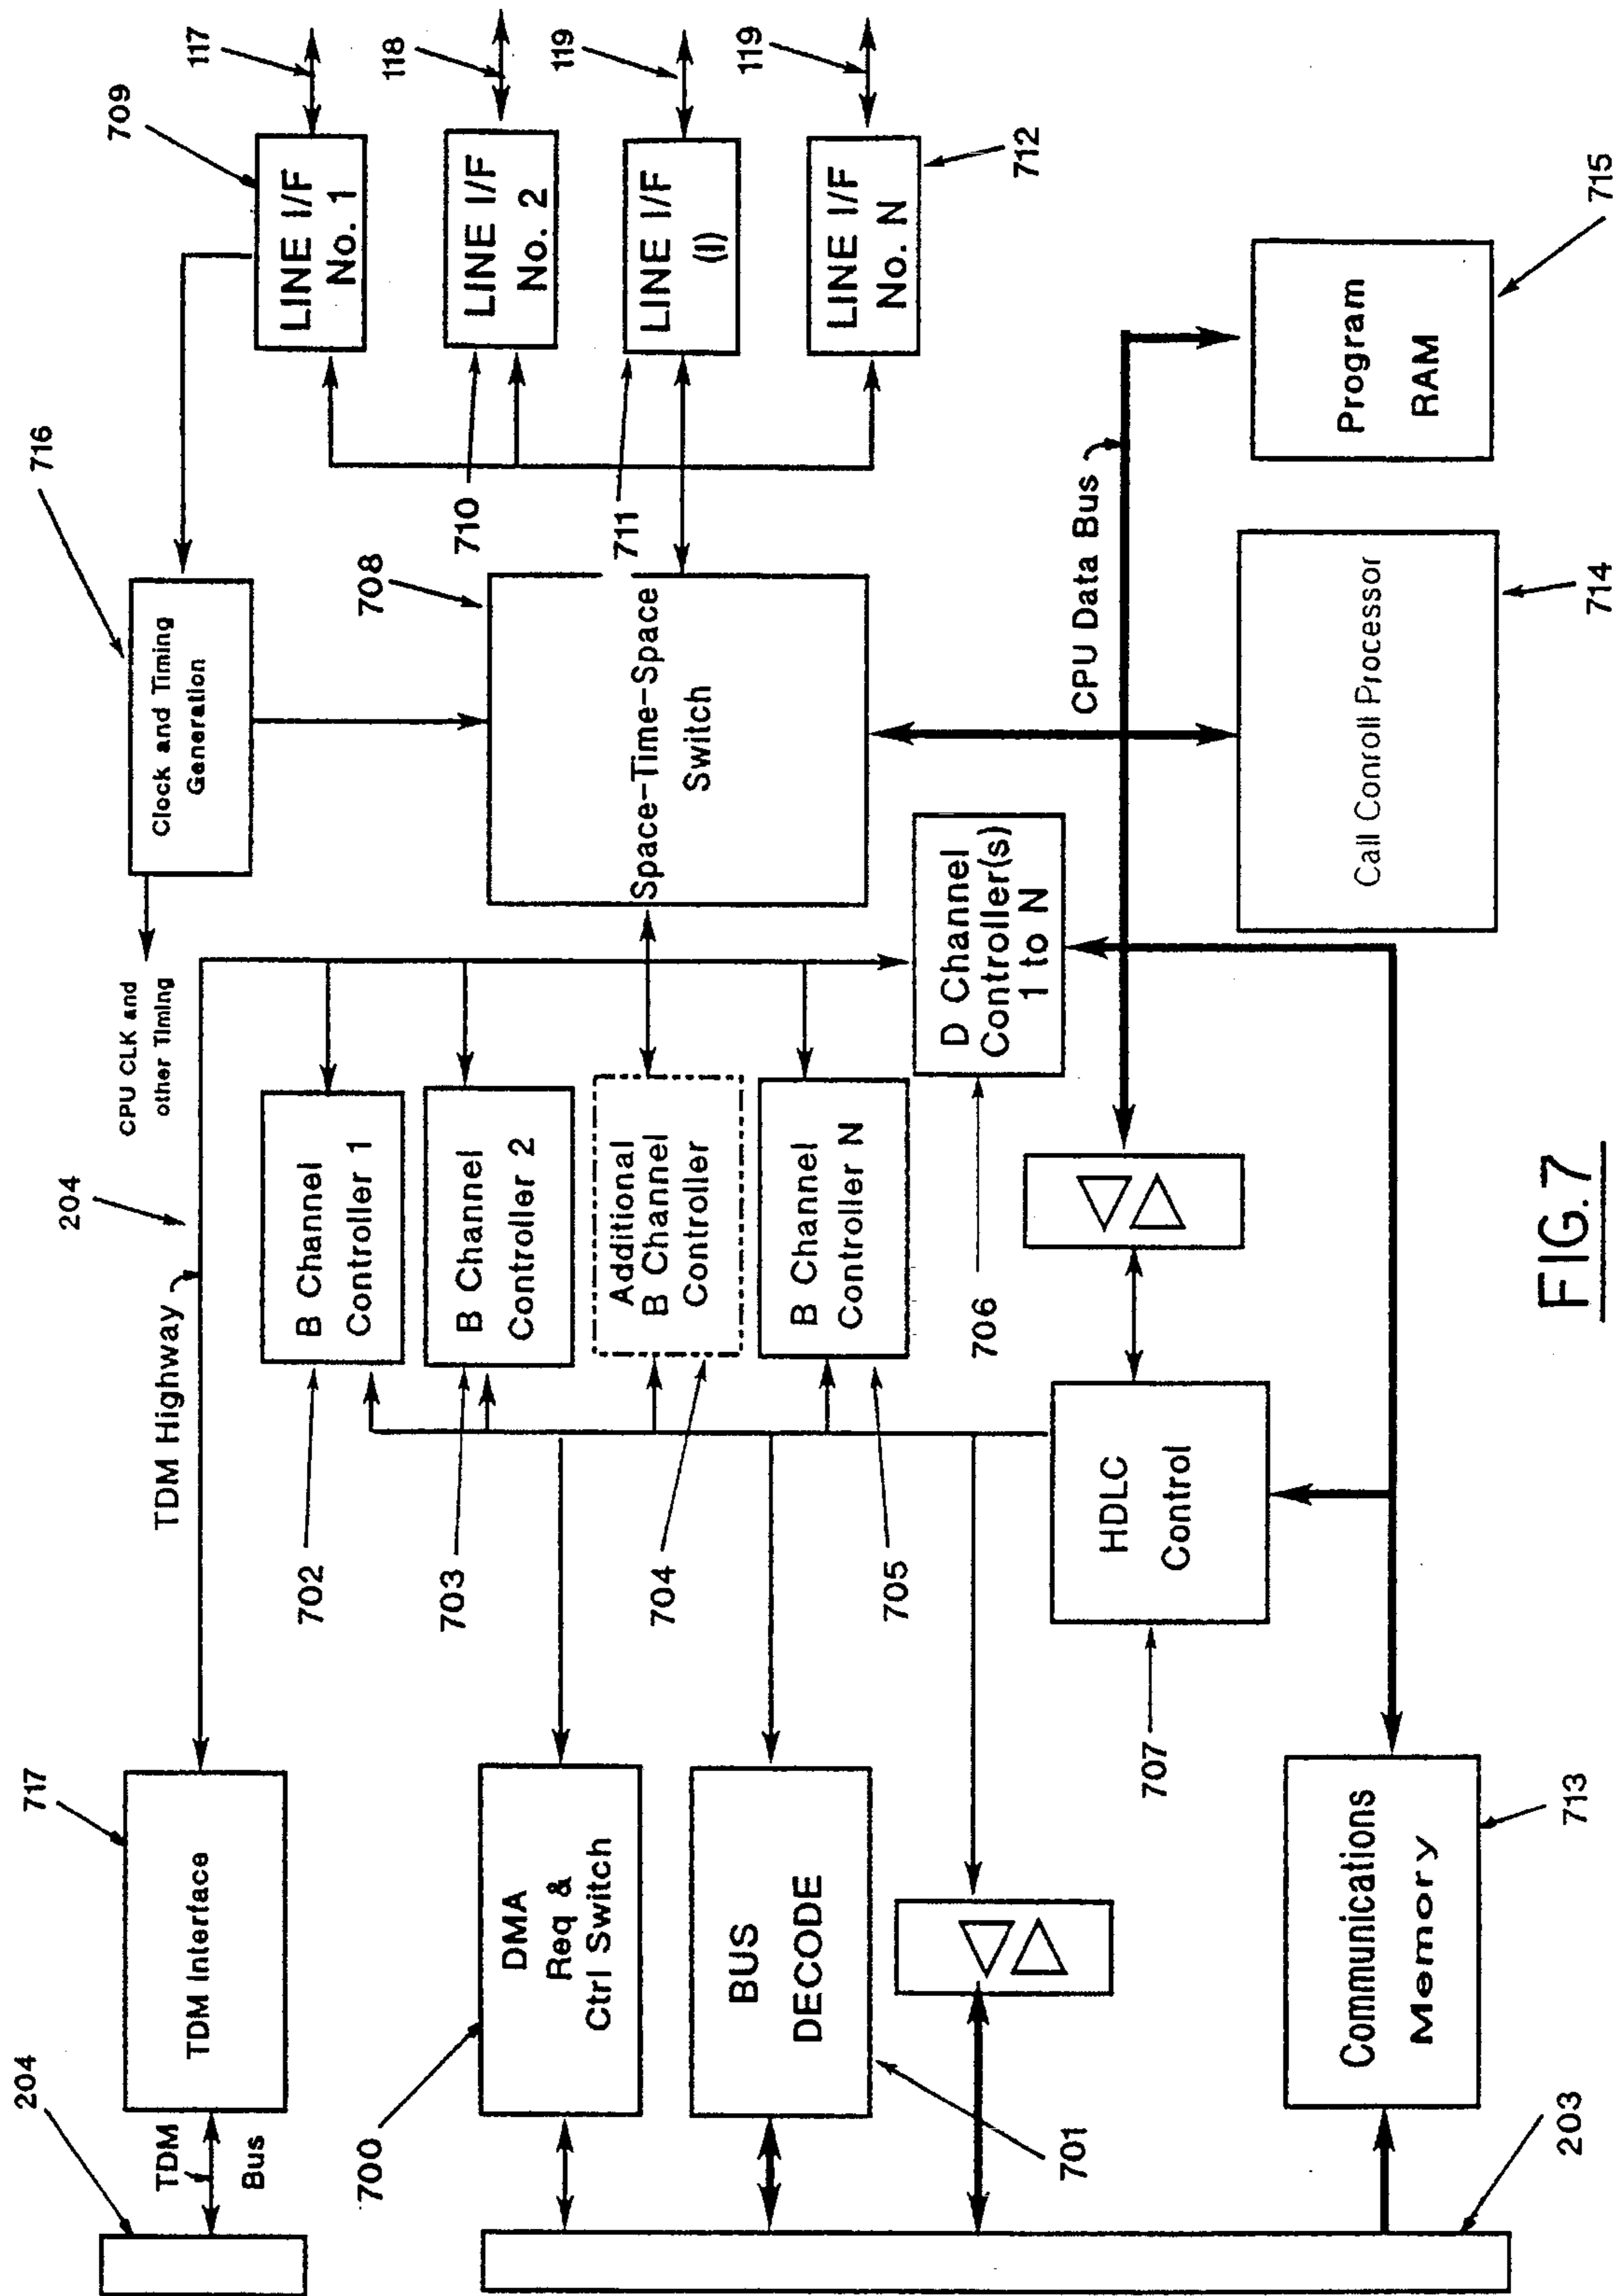 204
717
TDM Interface
TDM
Bus
TDM Highway
204
CPU CLK and
other Timing
716
Clock and Timing
Generation
709
LINE I/F
No. 1
117
LINE I/F
No. 2
118
LINE I/F
(I)
119
LINE I/F
No. N
119
710
711
712
708
Space-Time-Space
Switch
B Channel
Controller 1
702
B Channel
Controller 2
703
Additional
B Channel
Controller
704
B Channel
Controller N
705
D Channel
Controller(s)
1 to N
706
700
DMA
Req &
Ctrl Switch
BUS
DECODE
701
HDLC
Control
707
CPU Data Bus
Communications
Memory
713
203
Call Conroll Processor
714
Program
RAM
715
FIG.7